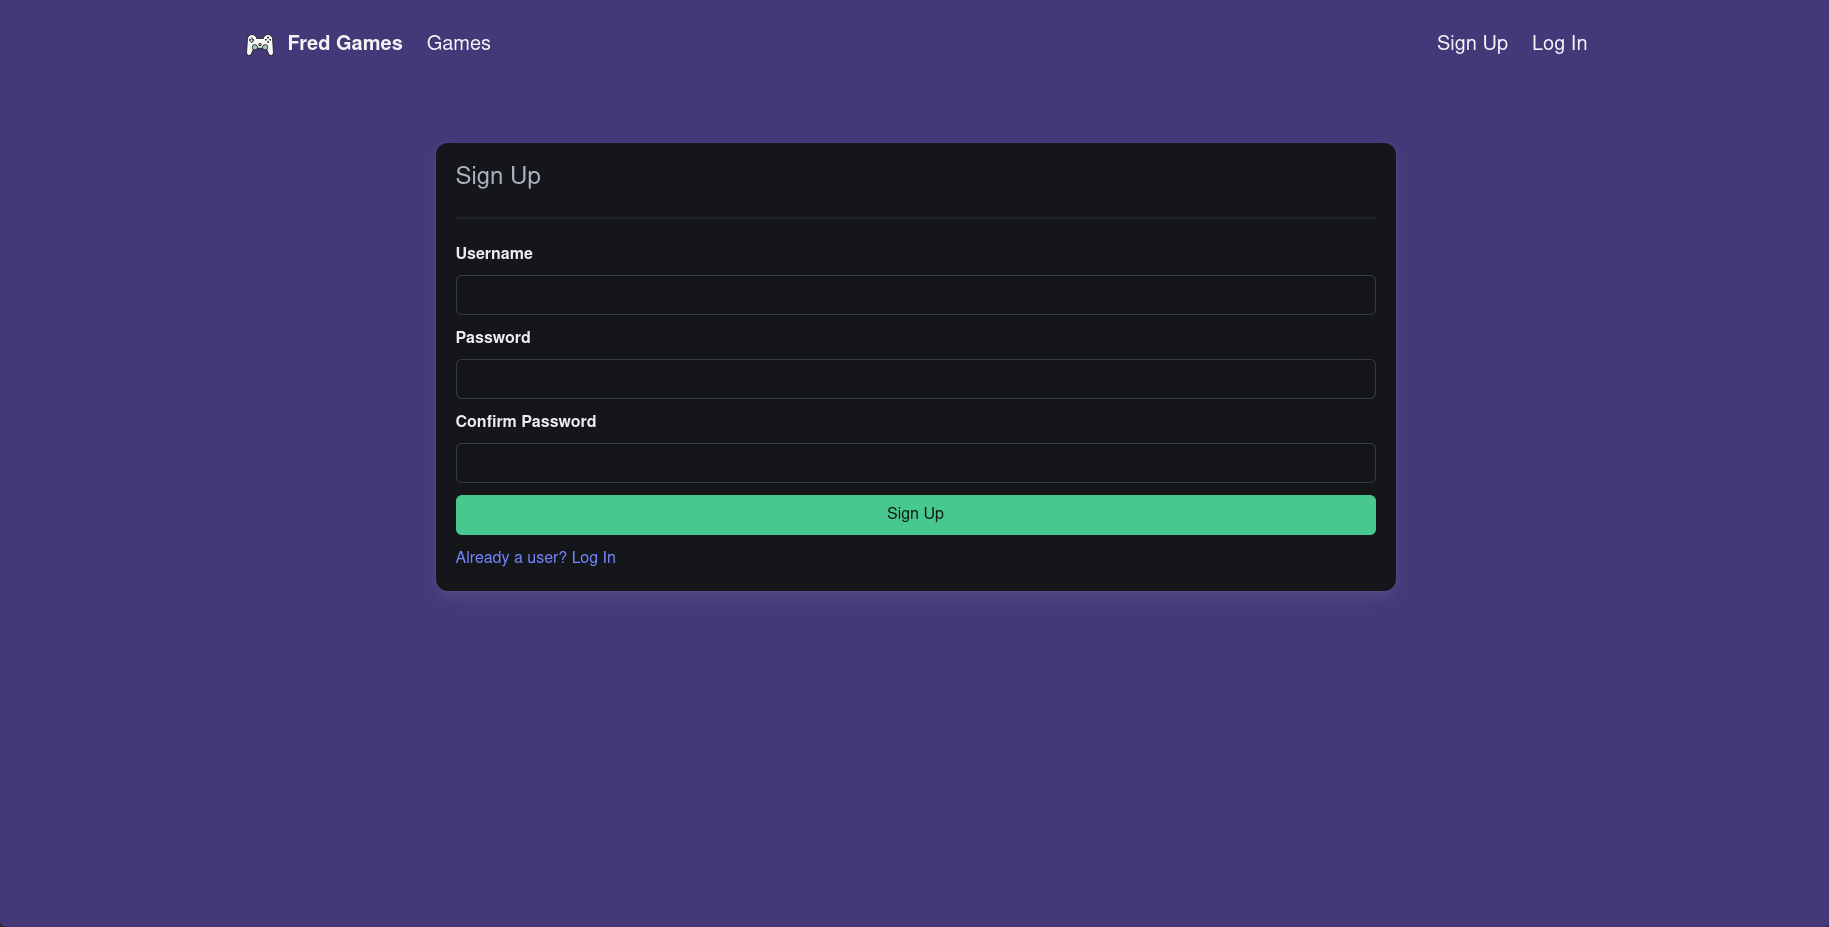 Fred Games Games Sign Up Log In
Sign Up
Username
Password
Confirm Password
Sign Up
Already a user? Log In